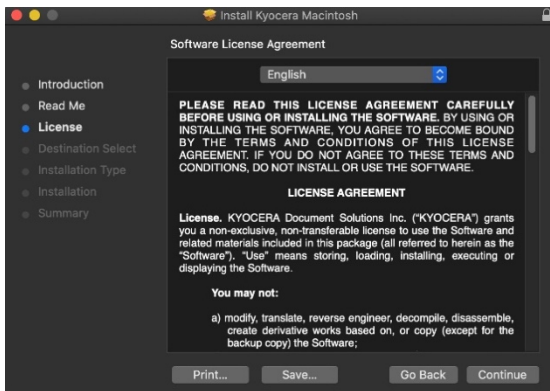 Install Kyocera Macintosh
Software License Agreement
Introduction
Read Me
License
Destination Select
Installation Type
Installation
Summary
English
PLEASE READ THIS LICENSE AGREEMENT CAREFULLY
BEFORE USING OR INSTALLING THE SOFTWARE. BY USING OR
INSTALLING THE SOFTWARE, YOU AGREE TO BECOME BOUND
BY THE TERMS AND CONDITIONS OF THIS LICENSE
AGREEMENT. IF YOU DO NOT AGREE TO THESE TERMS AND
CONDITIONS, DO NOT INSTALL OR USE THE SOFTWARE.
LICENSE AGREEMENT
License. KYOCERA Document Solutions Inc. ("KYOCERA") grants
you a non-exclusive, non-transferable license to use the Software and
related materials included in this package (all referred to herein as the
"Software"). "Use" means storing, loading, installing, executing or
displaying the Software.
You may not:
a) modify, translate, reverse engineer, decompile, disassemble,
create derivative works based on, or copy (except for the
backup copy) the Software;
Print...
Save...
Go Back
Continue